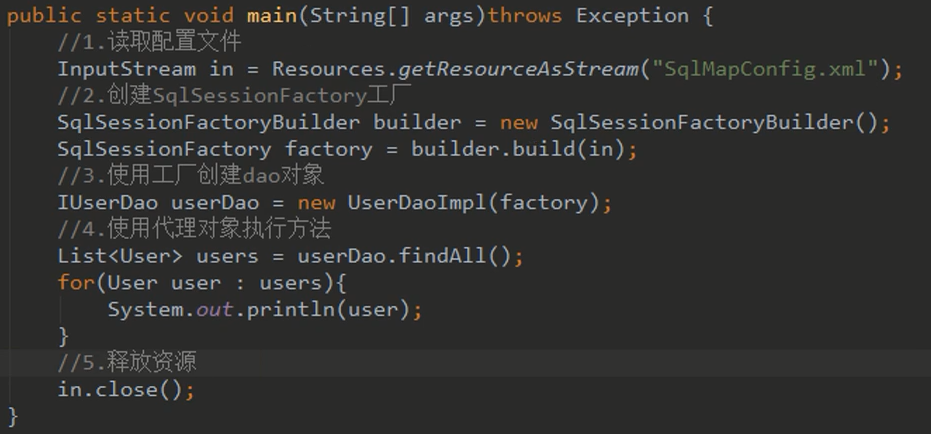 public static void main(String[] args)throws Exception {
    //1.读取配置文件
    InputStream in = Resources.getResourceAsStream("SqlMapConfig.xml");
    //2.创建SqlSessionFactory工厂
    SqlSessionFactoryBuilder builder = new SqlSessionFactoryBuilder();
    SqlSessionFactory factory = builder.build(in);
    //3.使用工厂创建dao对象
    IUserDao userDao = new UserDaoImpl(factory);
    //4.使用代理对象执行方法
    List<User> users = userDao.findAll();
    for(User user : users){
        System.out.println(user);
    }
    //5.释放资源
    in.close();
}